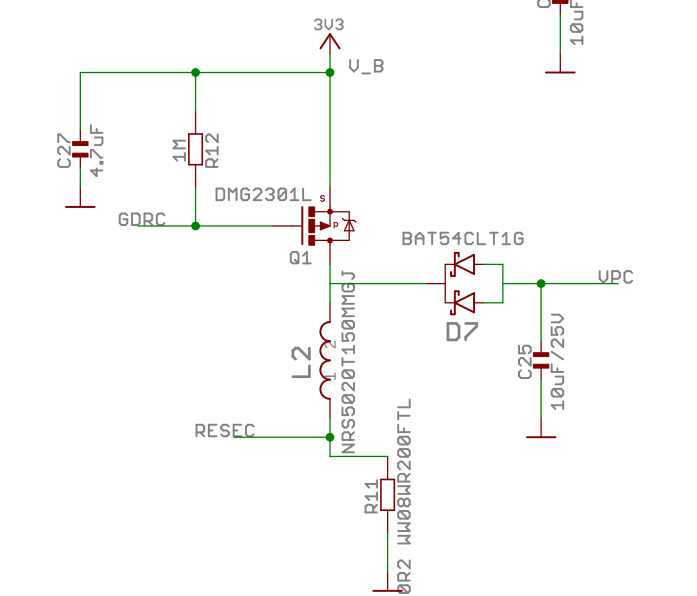 3V3
C
10uF
V_B
C27
4.7uF
1M
R12
DMG2301L
s
GDRC
p
Q1
BAT54CLT1G
VPC
D7
L2
2
1
NRS5020T150MMGJ
C25
10uF/25V
RESEC
R11
WW08WR200FTL
0R2